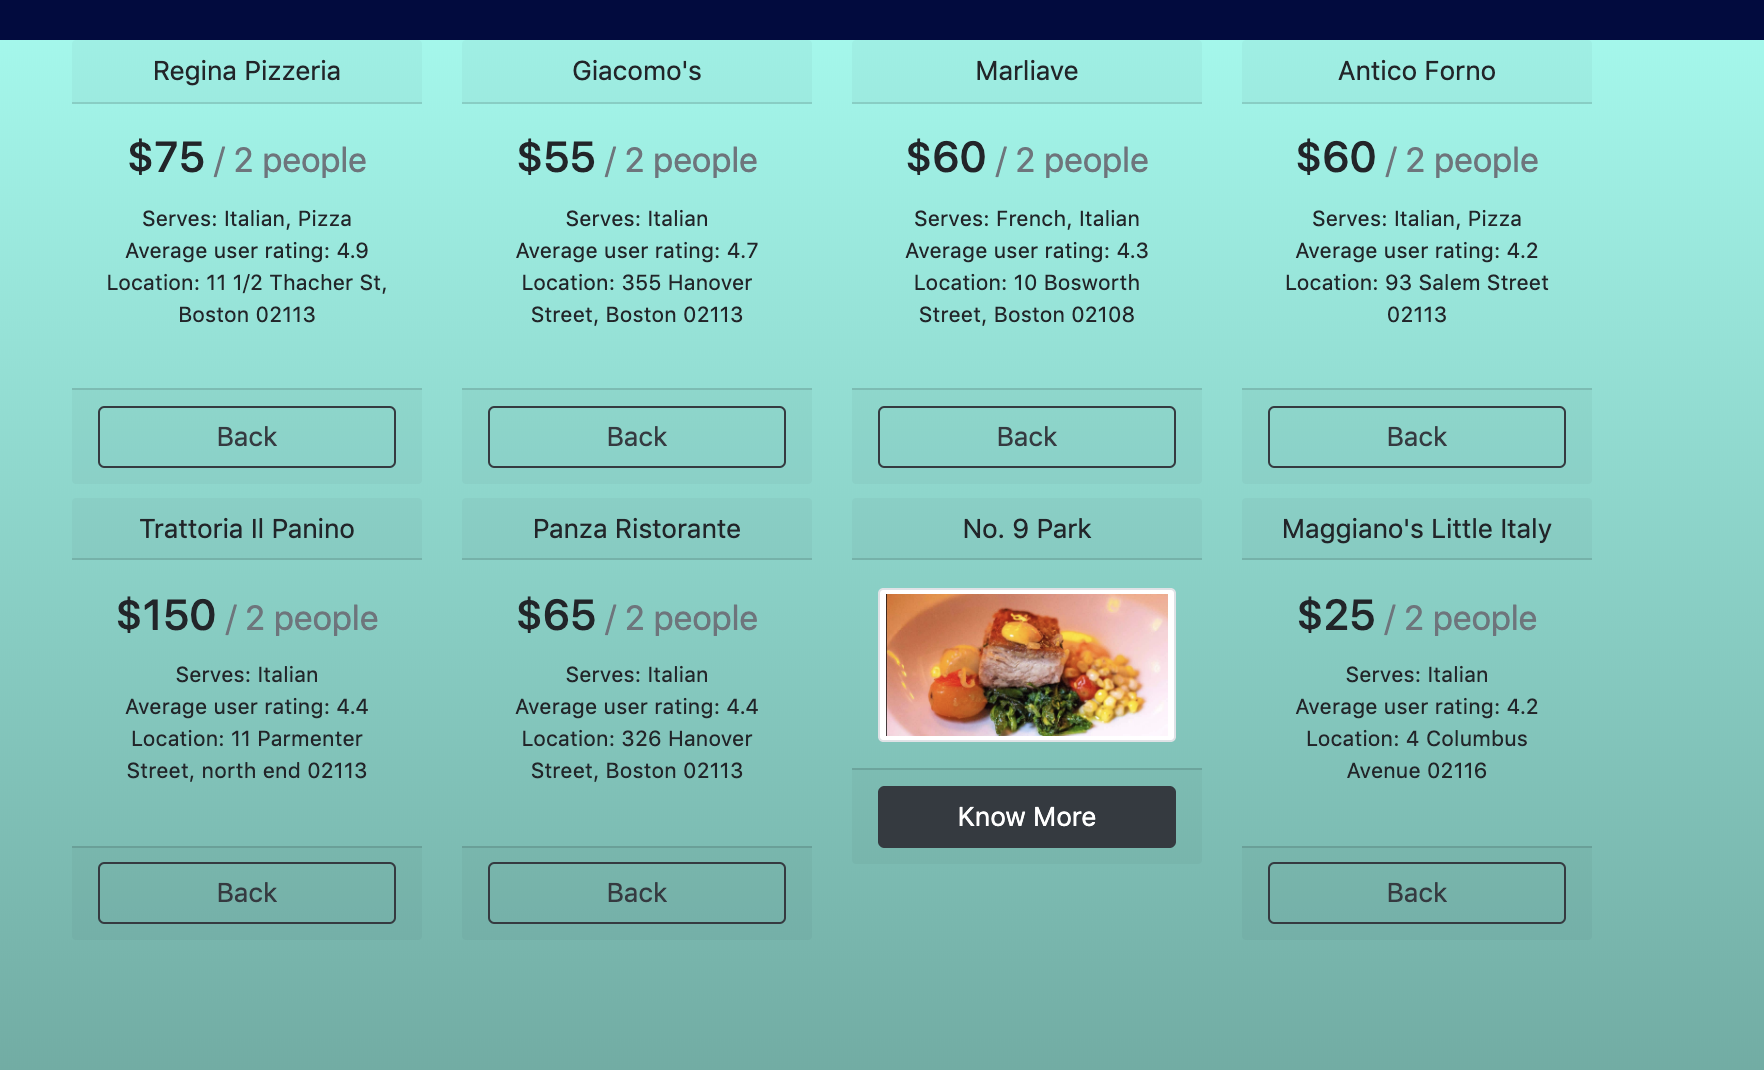 Regina Pizzeria
$75 / 2 people
Serves: Italian, Pizza
Average user rating: 4.9
Location: 11 1/2 Thacher St,
Boston 02113
Back
Giacomo's
$55 / 2 people
Serves: Italian
Average user rating: 4.7
Location: 355 Hanover
Street, Boston 02113
Back
Marliave
$60 / 2 people
Serves: French, Italian
Average user rating: 4.3
Location: 10 Bosworth
Street, Boston 02108
Back
Antico Forno
$60 / 2 people
Serves: Italian, Pizza
Average user rating: 4.2
Location: 93 Salem Street
02113
Back
Trattoria Il Panino
$150 / 2 people
Serves: Italian
Average user rating: 4.4
Location: 11 Parmenter
Street, north end 02113
Back
Panza Ristorante
$65 / 2 people
Serves: Italian
Average user rating: 4.4
Location: 326 Hanover
Street, Boston 02113
Back
No. 9 Park
Know More
Maggiano's Little Italy
$25 / 2 people
Serves: Italian
Average user rating: 4.2
Location: 4 Columbus
Avenue 02116
Back